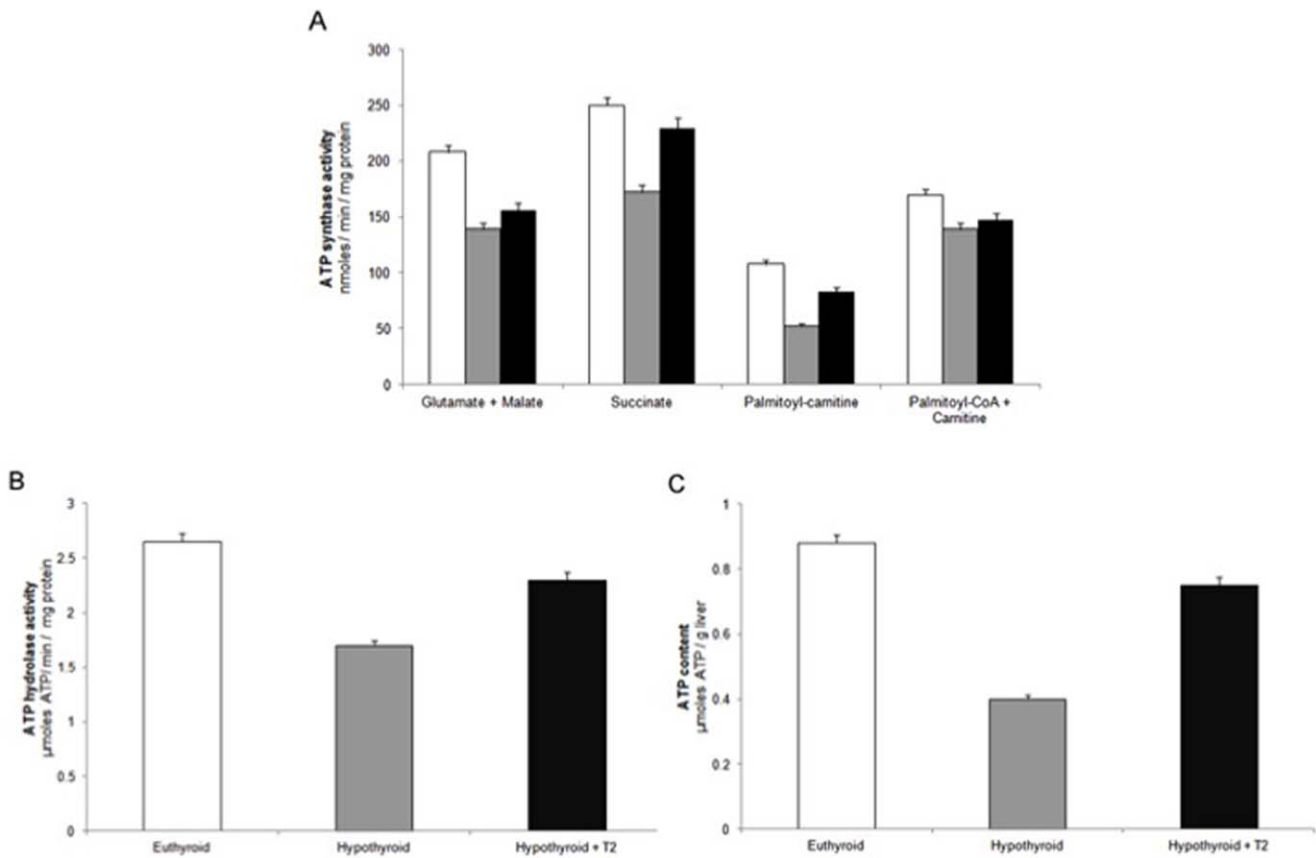 A
300
250
200
150
100
50
0
ATP synthase activity
nmoles / min / mg protein
Glutamate + Malate
Succinate
Palmitoyl-carnitine
Palmitoyl-CoA +
Carnitine
B
3
2.5
2
1.5
1
0.5
0
ATP hydrolase activity
µmoles ATP/ min / mg protein
Euthyroid
Hypothyroid
Hypothyroid + T2
C
1
0.8
0.6
0.4
0.2
0
ATP content
µmoles ATP / g liver
Euthyroid
Hypothyroid
Hypothyroid + T2